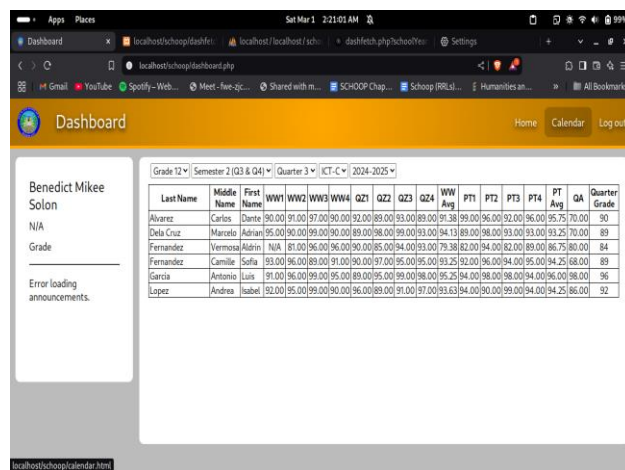 Apps Places Sat Mar 1 2:21:01 AM 99%
Dashboard × localhost/schoop/dashfet localhost / localhost / scho dashfetch.php?schoolYear Settings
localhost/schoop/dashboard.php
M Gmail YouTube Spotify – Web... Meet - fwe-zjc... Shared with m... SCHOOP Chap... Schoop (RRLs)... Humanities an... » All Bookmarks
Dashboard Home Calendar Log out
Benedict Mikee
Solon
N/A
Grade
Error loading
announcements.
Grade 12 Semester 2 (Q3 & Q4) Quarter 3 ICT-C 2024-2025
Last Name Middle Name First Name WW1 WW2 WW3 WW4 QZ1 QZ2 QZ3 QZ4 WW Avg PT1 PT2 PT3 PT4 PT Avg QA Quarter Grade
Alvarez Carlos Dante 90.00 91.00 97.00 90.00 92.00 89.00 93.00 89.00 91.38 99.00 96.00 92.00 96.00 95.75 70.00 90
Dela Cruz Marcelo Adrian 95.00 90.00 99.00 90.00 89.00 98.00 99.00 93.00 94.13 89.00 98.00 93.00 93.00 93.25 70.00 89
Fernandez Vermosa Aldrin N/A 81.00 96.00 96.00 90.00 85.00 94.00 93.00 79.38 82.00 94.00 82.00 89.00 86.75 80.00 84
Fernandez Camille Sofia 93.00 96.00 89.00 91.00 90.00 97.00 95.00 95.00 93.25 92.00 96.00 94.00 95.00 94.25 68.00 89
Garcia Antonio Luis 91.00 96.00 99.00 95.00 89.00 95.00 99.00 98.00 95.25 94.00 98.00 98.00 94.00 96.00 98.00 96
Lopez Andrea Isabel 92.00 95.00 99.00 90.00 96.00 89.00 91.00 97.00 93.63 94.00 90.00 99.00 94.00 94.25 86.00 92
localhost/schoop/calendar.html